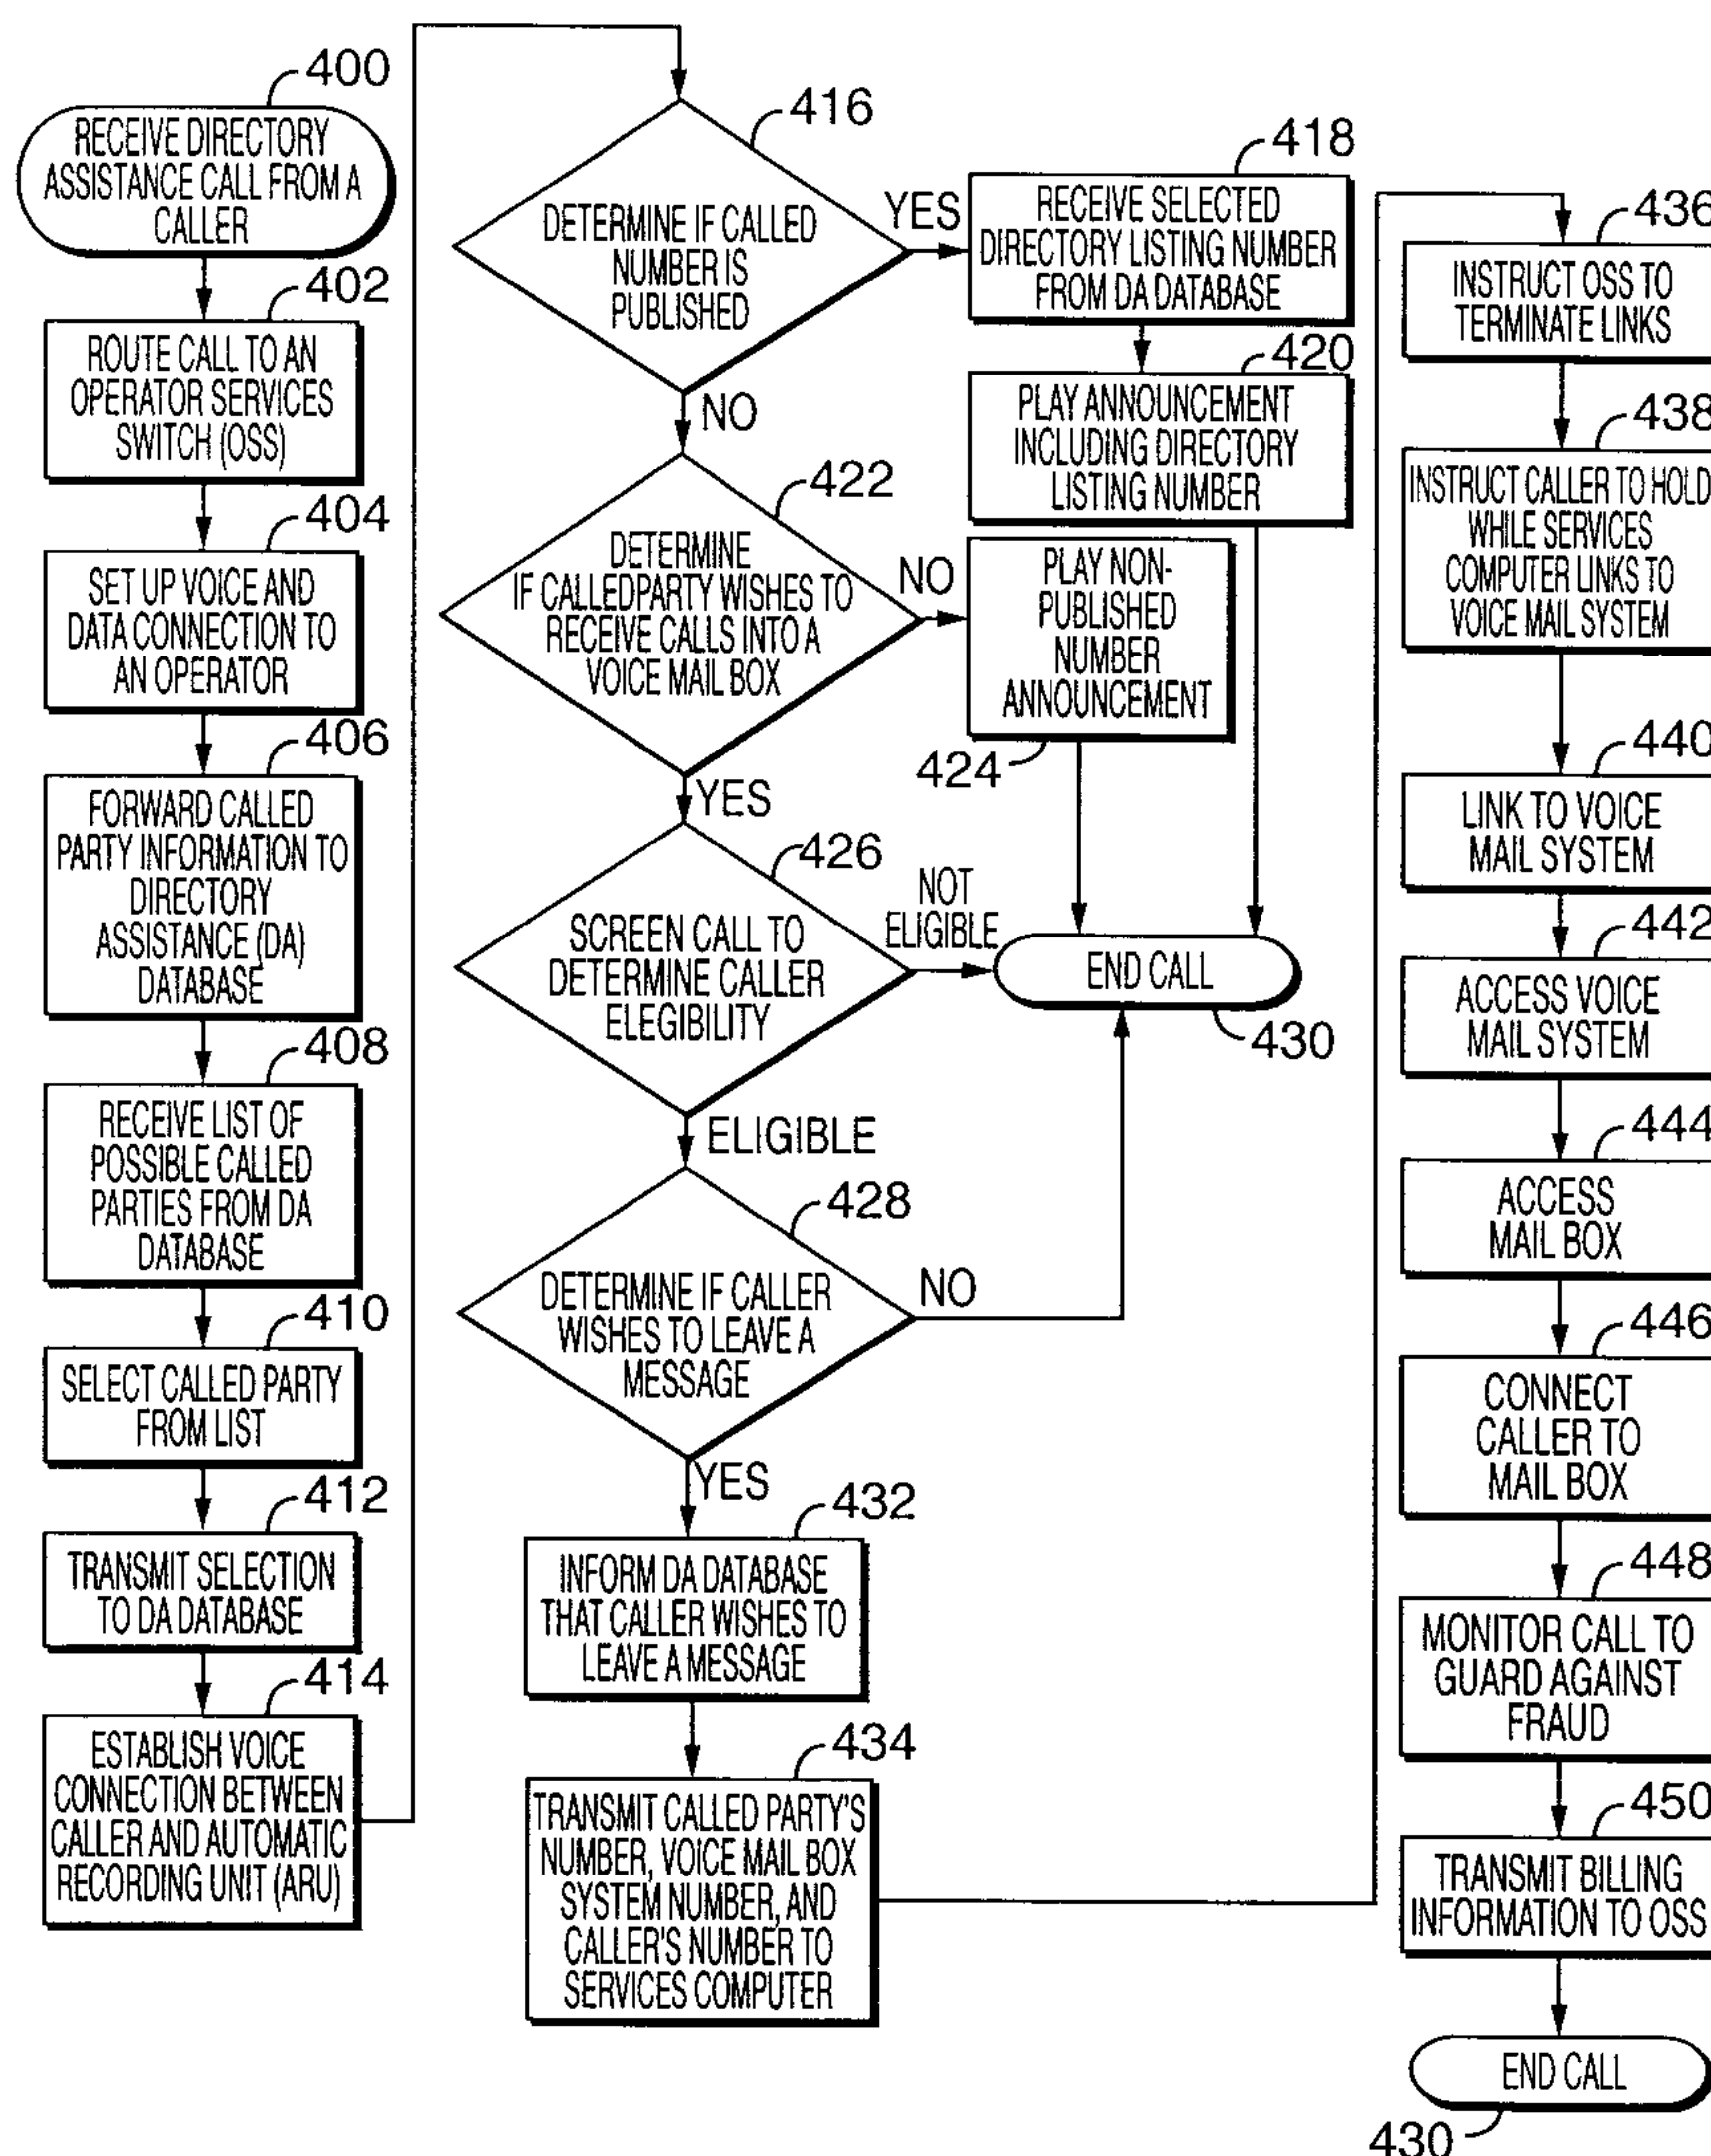 400
RECEIVE DIRECTORY
ASSISTANCE CALL FROM A
CALLER
402
ROUTE CALL TO AN
OPERATOR SERVICES
SWITCH (OSS)
404
SET UP VOICE AND
DATA CONNECTION TO
AN OPERATOR
406
FORWARD CALLED
PARTY INFORMATION TO
DIRECTORY
ASSISTANCE (DA)
DATABASE
408
RECEIVE LIST OF
POSSIBLE CALLED
PARTIES FROM DA
DATABASE
410
SELECT CALLED PARTY
FROM LIST
412
TRANSMIT SELECTION
TO DA DATABASE
414
ESTABLISH VOICE
CONNECTION BETWEEN
CALLER AND AUTOMATIC
RECORDING UNIT (ARU)
416
DETERMINE IF CALLED
NUMBER IS
PUBLISHED
YES
NO
418
RECEIVE SELECTED
DIRECTORY LISTING NUMBER
FROM DA DATABASE
420
PLAY ANNOUNCEMENT
INCLUDING DIRECTORY
LISTING NUMBER
422
DETERMINE
IF CALLEDPARTY WISHES TO
RECEIVE CALLS INTO A
VOICE MAIL BOX
NO
YES
PLAY NON-
PUBLISHED
NUMBER
ANNOUNCEMENT
424
426
SCREEN CALL TO
DETERMINE CALLER
ELEGIBILITY
NOT
ELIGIBLE
ELIGIBLE
END CALL
430
428
DETERMINE IF CALLER
WISHES TO LEAVE A
MESSAGE
NO
YES
432
INFORM DA DATABASE
THAT CALLER WISHES TO
LEAVE A MESSAGE
434
TRANSMIT CALLED PARTY'S
NUMBER, VOICE MAIL BOX
SYSTEM NUMBER, AND
CALLER'S NUMBER TO
SERVICES COMPUTER
436
INSTRUCT OSS TO
TERMINATE LINKS
438
INSTRUCT CALLER TO HOLD
WHILE SERVICES
COMPUTER LINKS TO
VOICE MAIL SYSTEM
440
LINK TO VOICE
MAIL SYSTEM
442
ACCESS VOICE
MAIL SYSTEM
444
ACCESS
MAIL BOX
446
CONNECT
CALLER TO
MAIL BOX
448
MONITOR CALL TO
GUARD AGAINST
FRAUD
450
TRANSMIT BILLING
INFORMATION TO OSS
END CALL
430